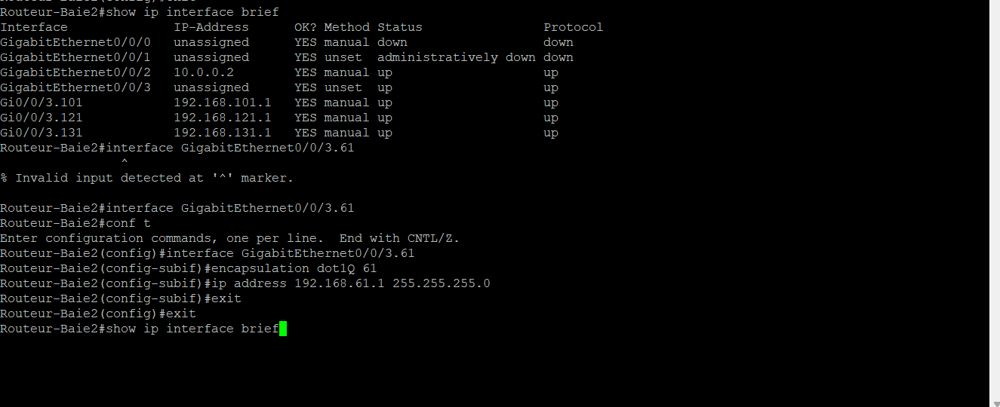 Routeur-Baie2#show ip interface brief
Interface              IP-Address      OK? Method Status                Protocol
GigabitEthernet0/0/0   unassigned      YES manual down                  down
GigabitEthernet0/0/1   unassigned      YES unset  administratively down down
GigabitEthernet0/0/2   10.0.0.2        YES manual up                    up
GigabitEthernet0/0/3   unassigned      YES unset  up                    up
Gi0/0/3.101            192.168.101.1   YES manual up                    up
Gi0/0/3.121            192.168.121.1   YES manual up                    up
Gi0/0/3.131            192.168.131.1   YES manual up                    up
Routeur-Baie2#interface GigabitEthernet0/0/3.61
                ^
% Invalid input detected at '^' marker.
Routeur-Baie2#interface GigabitEthernet0/0/3.61
Routeur-Baie2#conf t
Enter configuration commands, one per line.  End with CNTL/Z.
Routeur-Baie2(config)#interface GigabitEthernet0/0/3.61
Routeur-Baie2(config-subif)#encapsulation dot1Q 61
Routeur-Baie2(config-subif)#ip address 192.168.61.1 255.255.255.0
Routeur-Baie2(config-subif)#exit
Routeur-Baie2(config)#exit
Routeur-Baie2#show ip interface brief